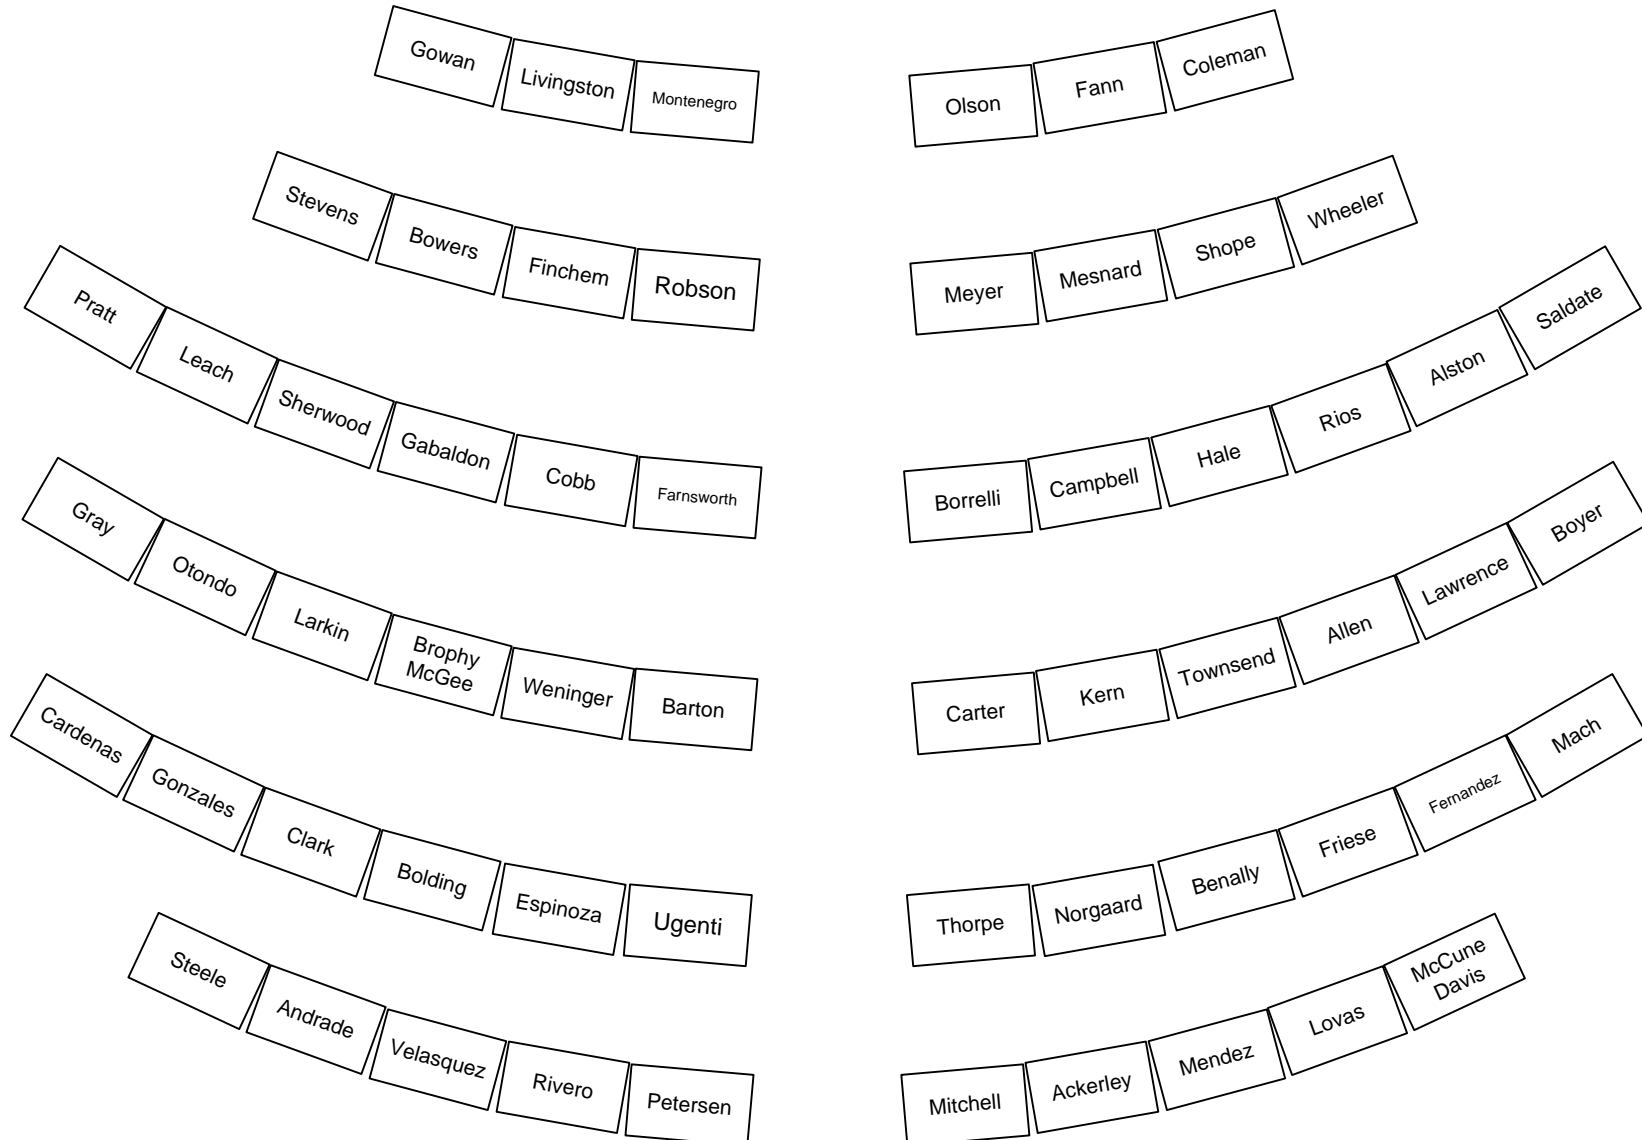 Gowan
Livingston
Montenegro
Olson
Fann
Coleman
Stevens
Bowers
Finchem
Robson
Meyer
Mesnard
Shope
Wheeler
Pratt
Leach
Sherwood
Gabaldon
Cobb
Farnsworth
Borrelli
Campbell
Hale
Rios
Alston
Saldate
Gray
Otondo
Larkin
Brophy
McGee
Weninger
Barton
Carter
Kern
Townsend
Allen
Lawrence
Boyer
Cardenas
Gonzales
Clark
Bolding
Espinoza
Ugenti
Thorpe
Norgaard
Benally
Friese
Fernandez
Mach
Steele
Andrade
Velasquez
Rivero
Petersen
Mitchell
Ackerley
Mendez
Lovas
McCune
Davis